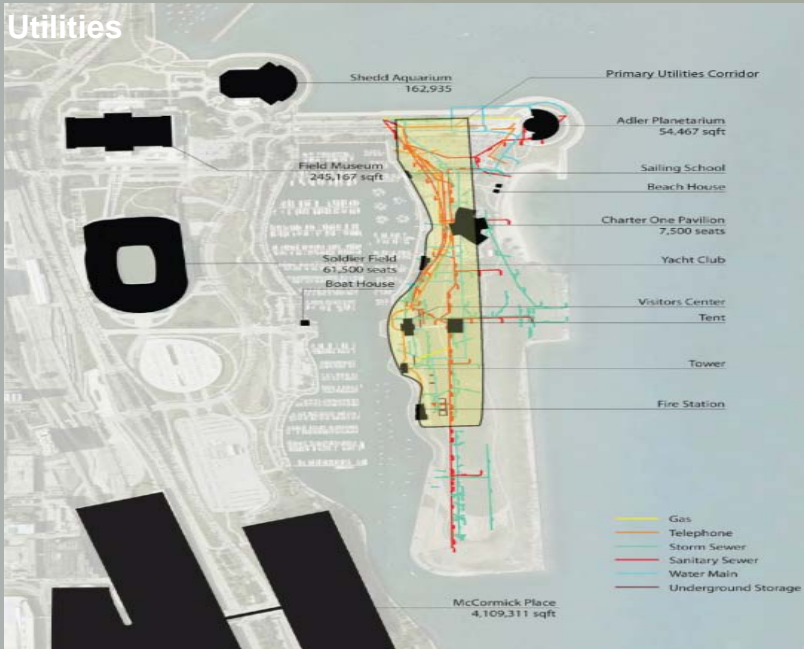 Utilities
Shedd Aquarium
162,935
Primary Utilities Corridor
Adler Planetarium
54,467 sqft
Field Museum
245,167 sqft
Sailing School
Beach House
Charter One Pavilion
7,500 seats
Soldier Field
61,500 seats
Yacht Club
Boat House
Visitors Center
Tent
Tower
Fire Station
Gas
Telephone
Storm Sewer
Sanitary Sewer
Water Main
Underground Storage
McCormick Place
4,109,311 sqft